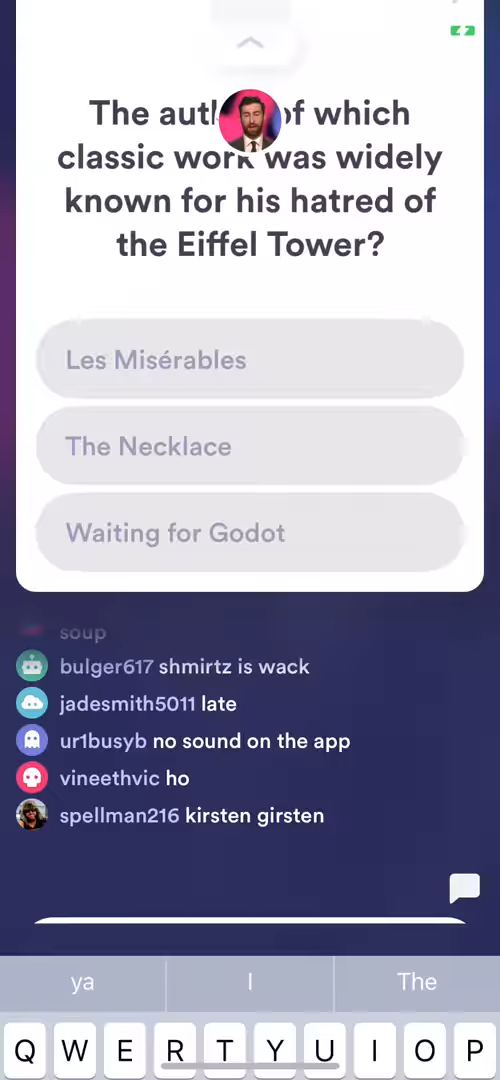 The auth of which
classic work was widely
known for his hatred of
the Eiffel Tower?
Les Misérables
The Necklace
Waiting for Godot
soup
bulger617 shmirtz is wack
jadesmith5011 late
ur1busyb no sound on the app
vineethvic ho
spellman216 kirsten girsten
ya I The
Q W E R T Y U I O P